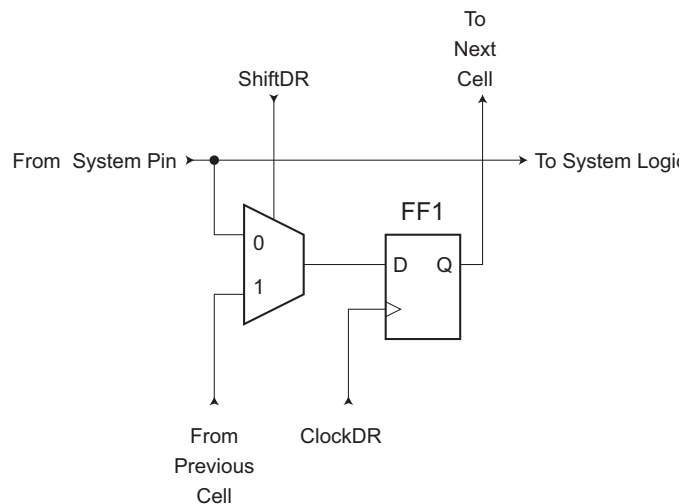 To
Next
Cell
ShiftDR
From System Pin
To System Logic
FF1
0
D Q
1
From
Previous
Cell
ClockDR